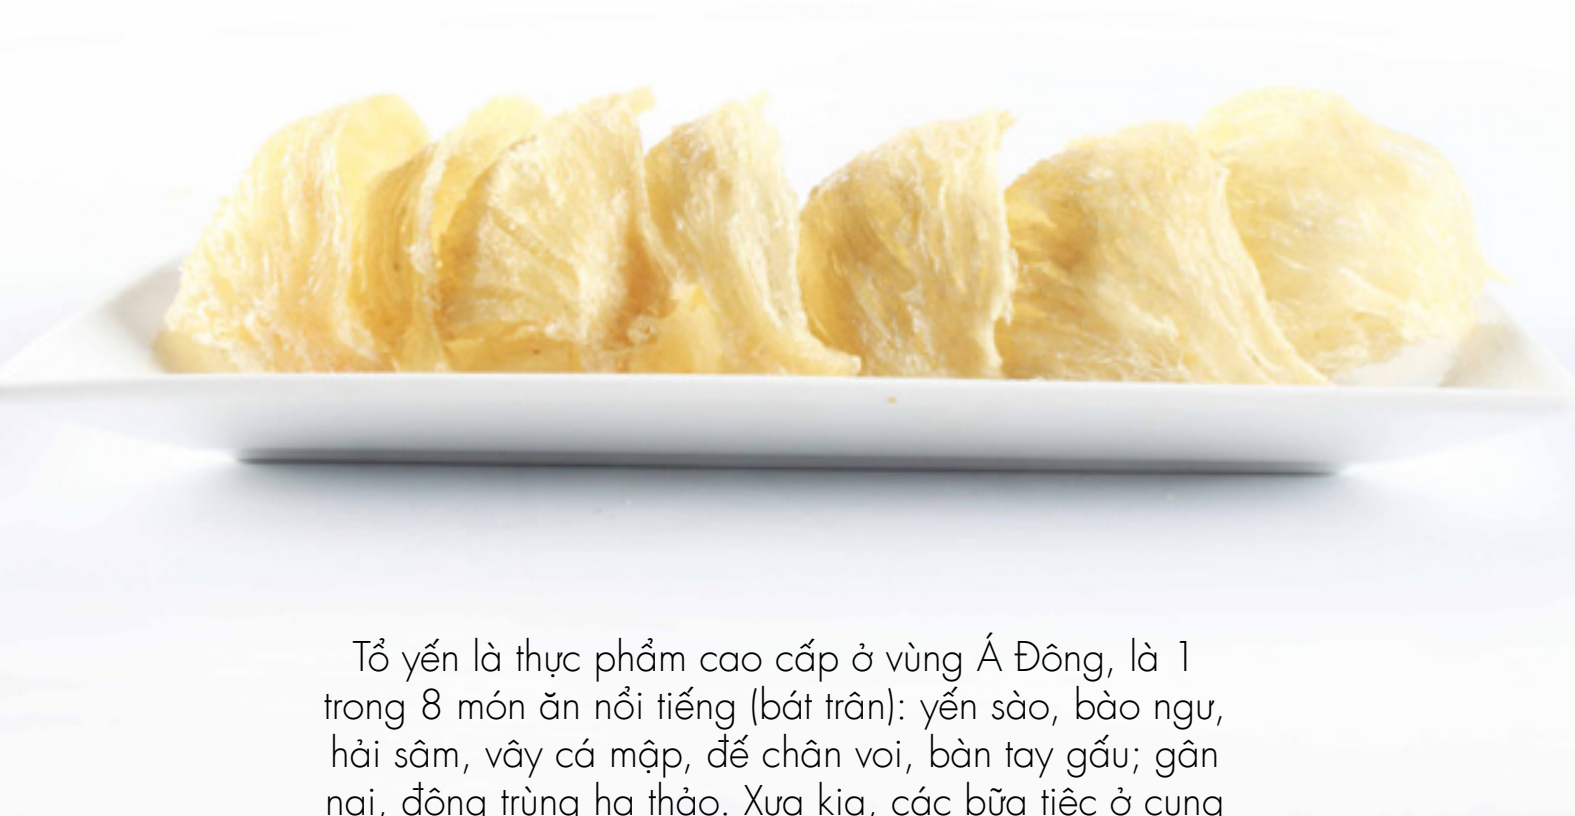 Tổ yến là thực phẩm cao cấp ở vùng Á Đông, là 1
trong 8 món ăn nổi tiếng (bát trân): yến sào, bào ngư,
hải sâm, vây cá mập, đế chân voi, bàn tay gấu; gân
nai, đông trùng hạ thảo. Xưa kia, các bữa tiệc ở cung